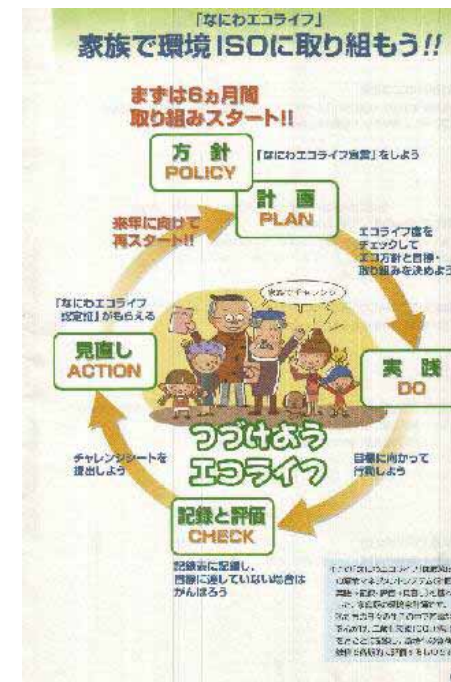 「なにわエコライフ」
家族で環境ISOに取り組もう!!
まずは6ヵ月間
取り組みスタート!!
方 針
POLICY
「なにわエコライフ宣言」をしよう
計 画
PLAN
来年に向けて
再スタート!!
エコライフ度を
チェックして
エコ方針と目標・
取り組みを決めよう
家族でチャレンジ
「なにわエコライフ
認定証」がもらえる
見直し
ACTION
実 践
DO
つづけよう
エコライフ
チャレンジシートを
提出しよう
目標に向かって
行動しよう
記録と評価
CHECK
記録表に記録し、
目標に達していない場合は
がんばろう